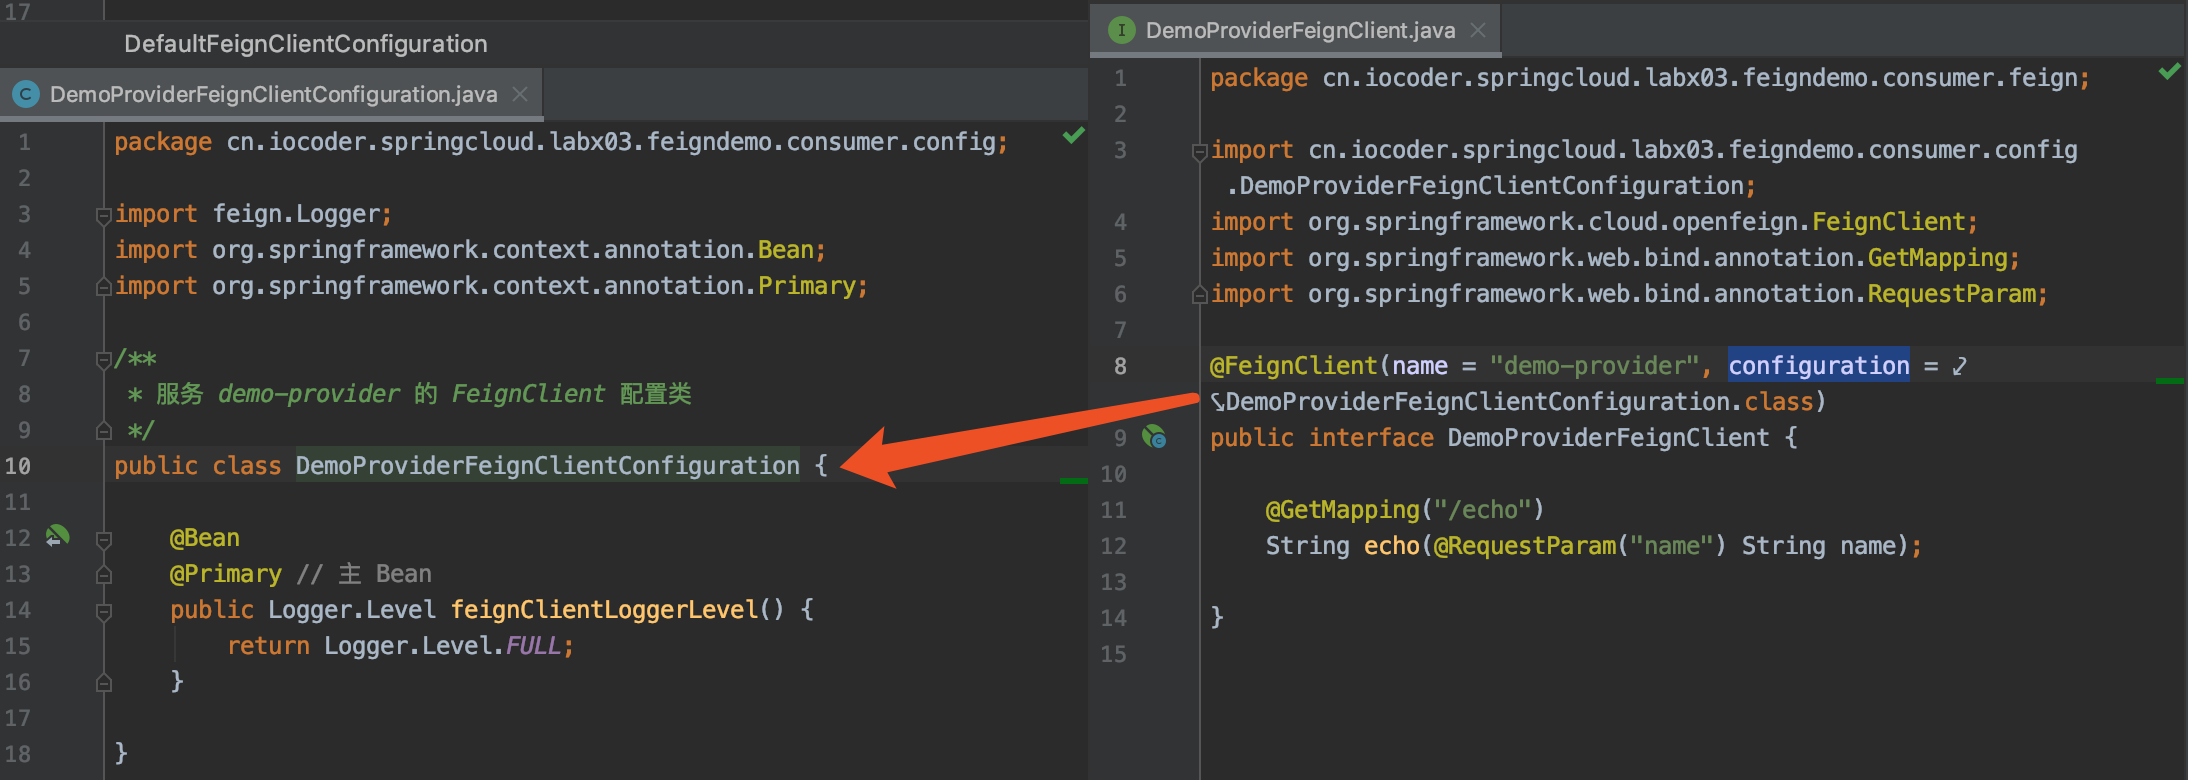 17
DefaultFeignClientConfiguration
DemoProviderFeignClientConfiguration.java
1 package cn.iocoder.springcloud.labx03.feigndemo.consumer.config;
2
3 import feign.Logger;
4 import org.springframework.context.annotation.Bean;
5 import org.springframework.context.annotation.Primary;
6
7 /**
8 * 服务 demo-provider 的 FeignClient 配置类
9 */
10 public class DemoProviderFeignClientConfiguration {
11
12 @Bean
13 @Primary // 主 Bean
14 public Logger.Level feignClientLoggerLevel() {
15 return Logger.Level.FULL;
16 }
17
18 }
DemoProviderFeignClient.java
1 package cn.iocoder.springcloud.labx03.feigndemo.consumer.feign;
2
3 import cn.iocoder.springcloud.labx03.feigndemo.consumer.config
.DemoProviderFeignClientConfiguration;
4 import org.springframework.cloud.openfeign.FeignClient;
5 import org.springframework.web.bind.annotation.GetMapping;
6 import org.springframework.web.bind.annotation.RequestParam;
7
8 @FeignClient(name = "demo-provider", configuration =
DemoProviderFeignClientConfiguration.class)
9 public interface DemoProviderFeignClient {
10
11 @GetMapping("/echo")
12 String echo(@RequestParam("name") String name);
13
14 }
15